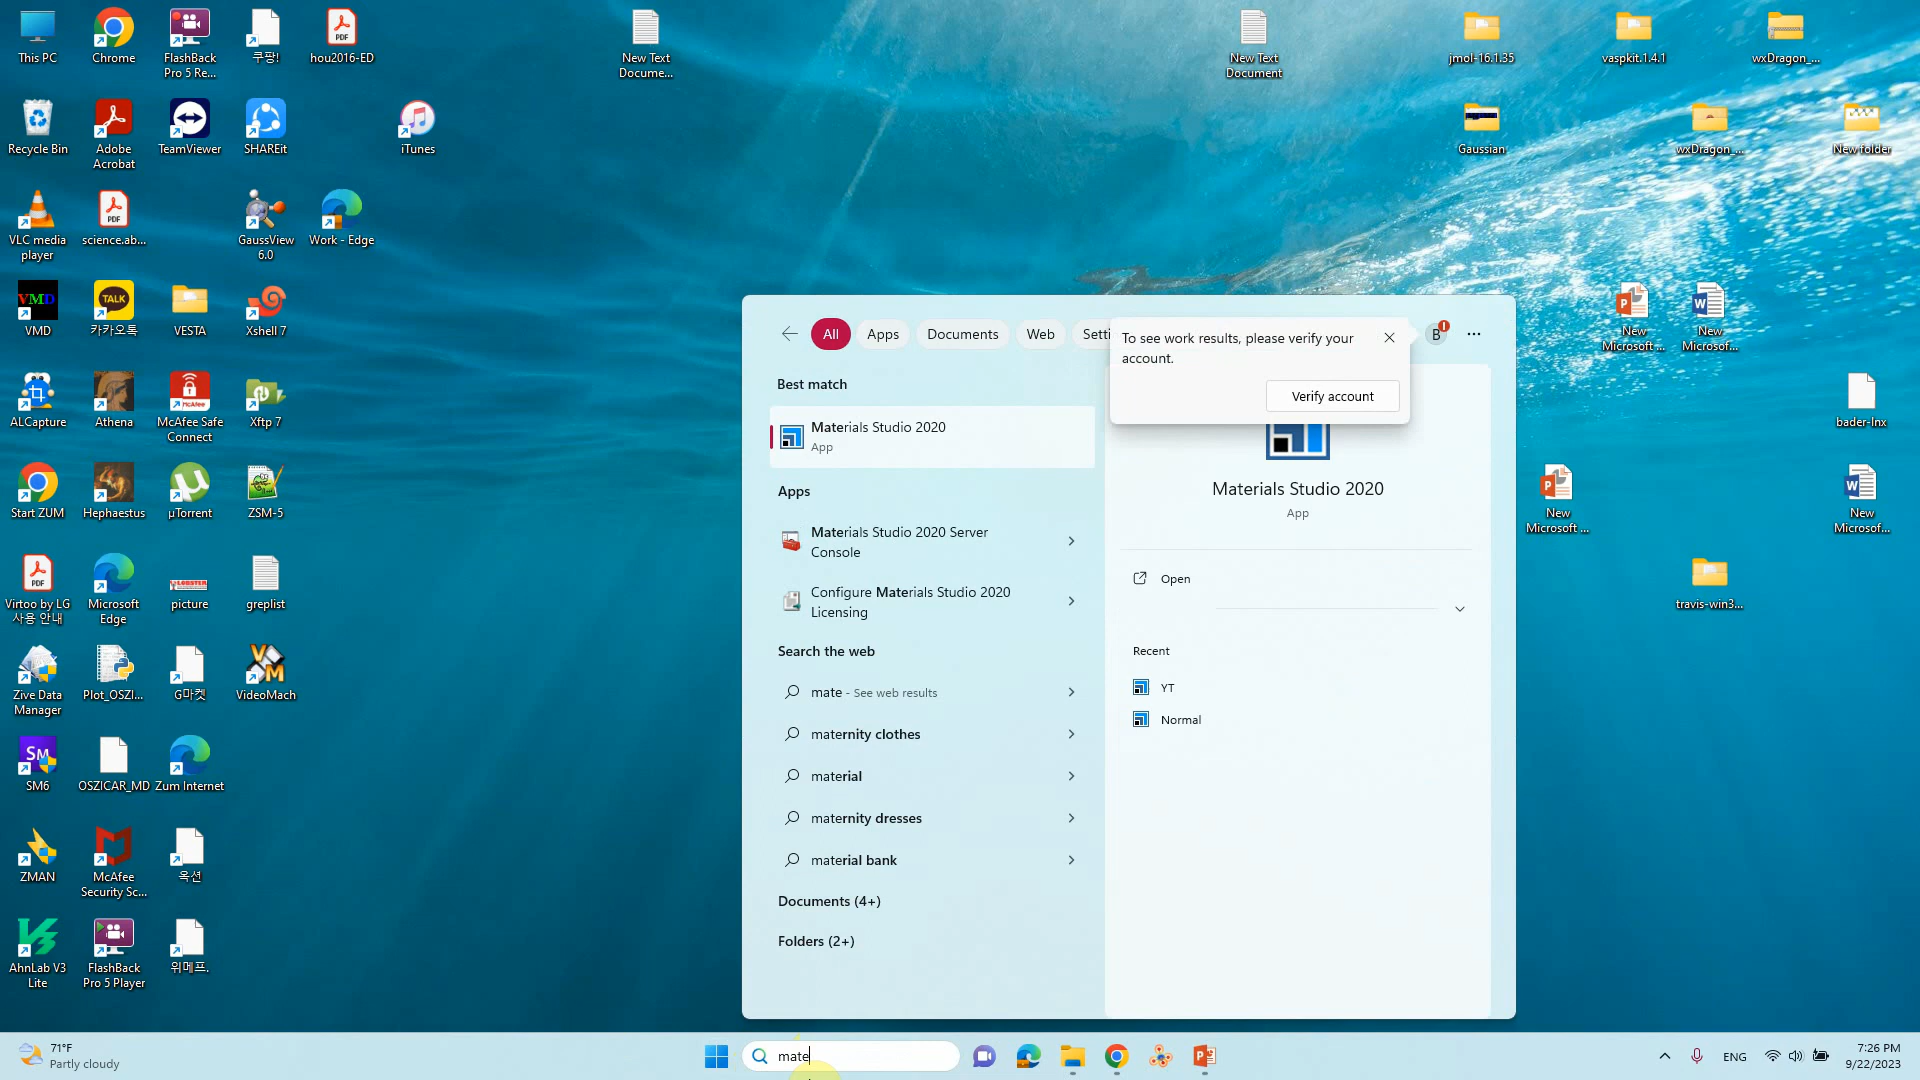 This PC
Chrome
FlashBack
Pro 5 Re...
쿠팡!
hou2016-ED
New Text
Docume...
New Text
Document
jmol-16.1.35
vaspkit.1.4.1
wxDragon_...
Recycle Bin
Adobe
Acrobat
TeamViewer
SHAREit
iTunes
Gaussian
wxDragon_...
New folder
VLC media
player
science.ab...
GaussView
6.0
Work - Edge
VMD
카카오톡
VESTA
Xshell 7
New
Microsoft ...
New
Microsof...
ALCapture
Athena
McAfee Safe
Connect
Xftp 7
bader-lnx
Start ZUM
Hephaestus
µTorrent
ZSM-5
New
Microsoft ...
New
Microsof...
Virtoo by LG
사용 안내
Microsoft
Edge
picture
greplist
travis-win3...
Zive Data
Manager
Plot_OSZI...
G마켓
VideoMach
SM6
OSZICAR_MD
Zum Internet
ZMAN
McAfee
Security Sc...
옥션
AhnLab V3
Lite
FlashBack
Pro 5 Player
위메프.
All
Apps
Documents
Web
Setti
To see work results, please verify your
account.
Verify account
B
Best match
Materials Studio 2020
App
Apps
Materials Studio 2020 Server
Console
Configure Materials Studio 2020
Licensing
Search the web
mate - See web results
maternity clothes
material
maternity dresses
material bank
Documents (4+)
Folders (2+)
Materials Studio 2020
App
Open
Recent
YT
Normal
71°F
Partly cloudy
mate
ENG
7:26 PM
9/22/2023